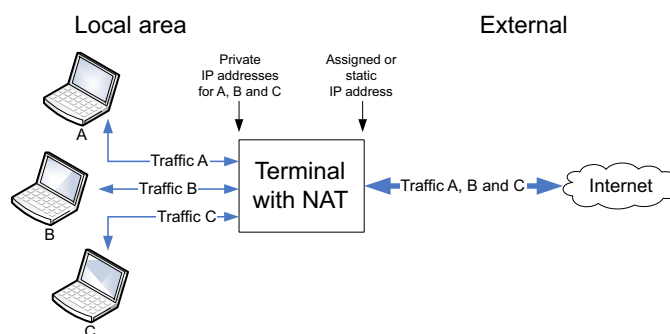 Local area
External
Private
IP addresses
for A, B and C
Assigned or
static
IP address
A
Traffic A
Terminal
with NAT
Traffic B
Traffic A, B and C
Internet
B
Traffic C
C